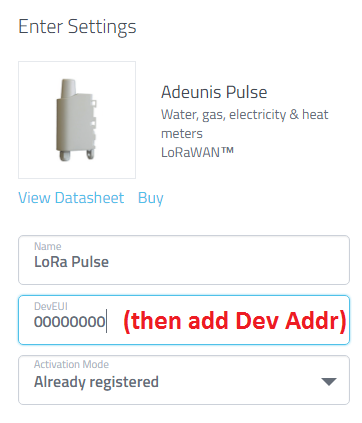 Enter Settings
Adeunis Pulse
Water, gas, electricity & heat
meters
LoRaWAN™
View Datasheet Buy
Name
LoRa Pulse
DevEUI
00000000 (then add Dev Addr)
Activation Mode
Already registered